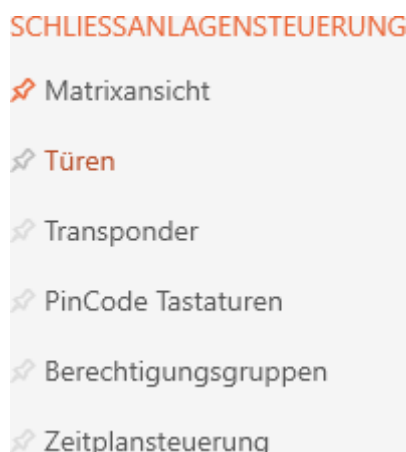 SCHLIESSANLAGENSTEUERUNG
Matrixansicht
Türen
Transponder
PinCode Tastaturen
Berechtigungsgruppen
Zeitplansteuerung